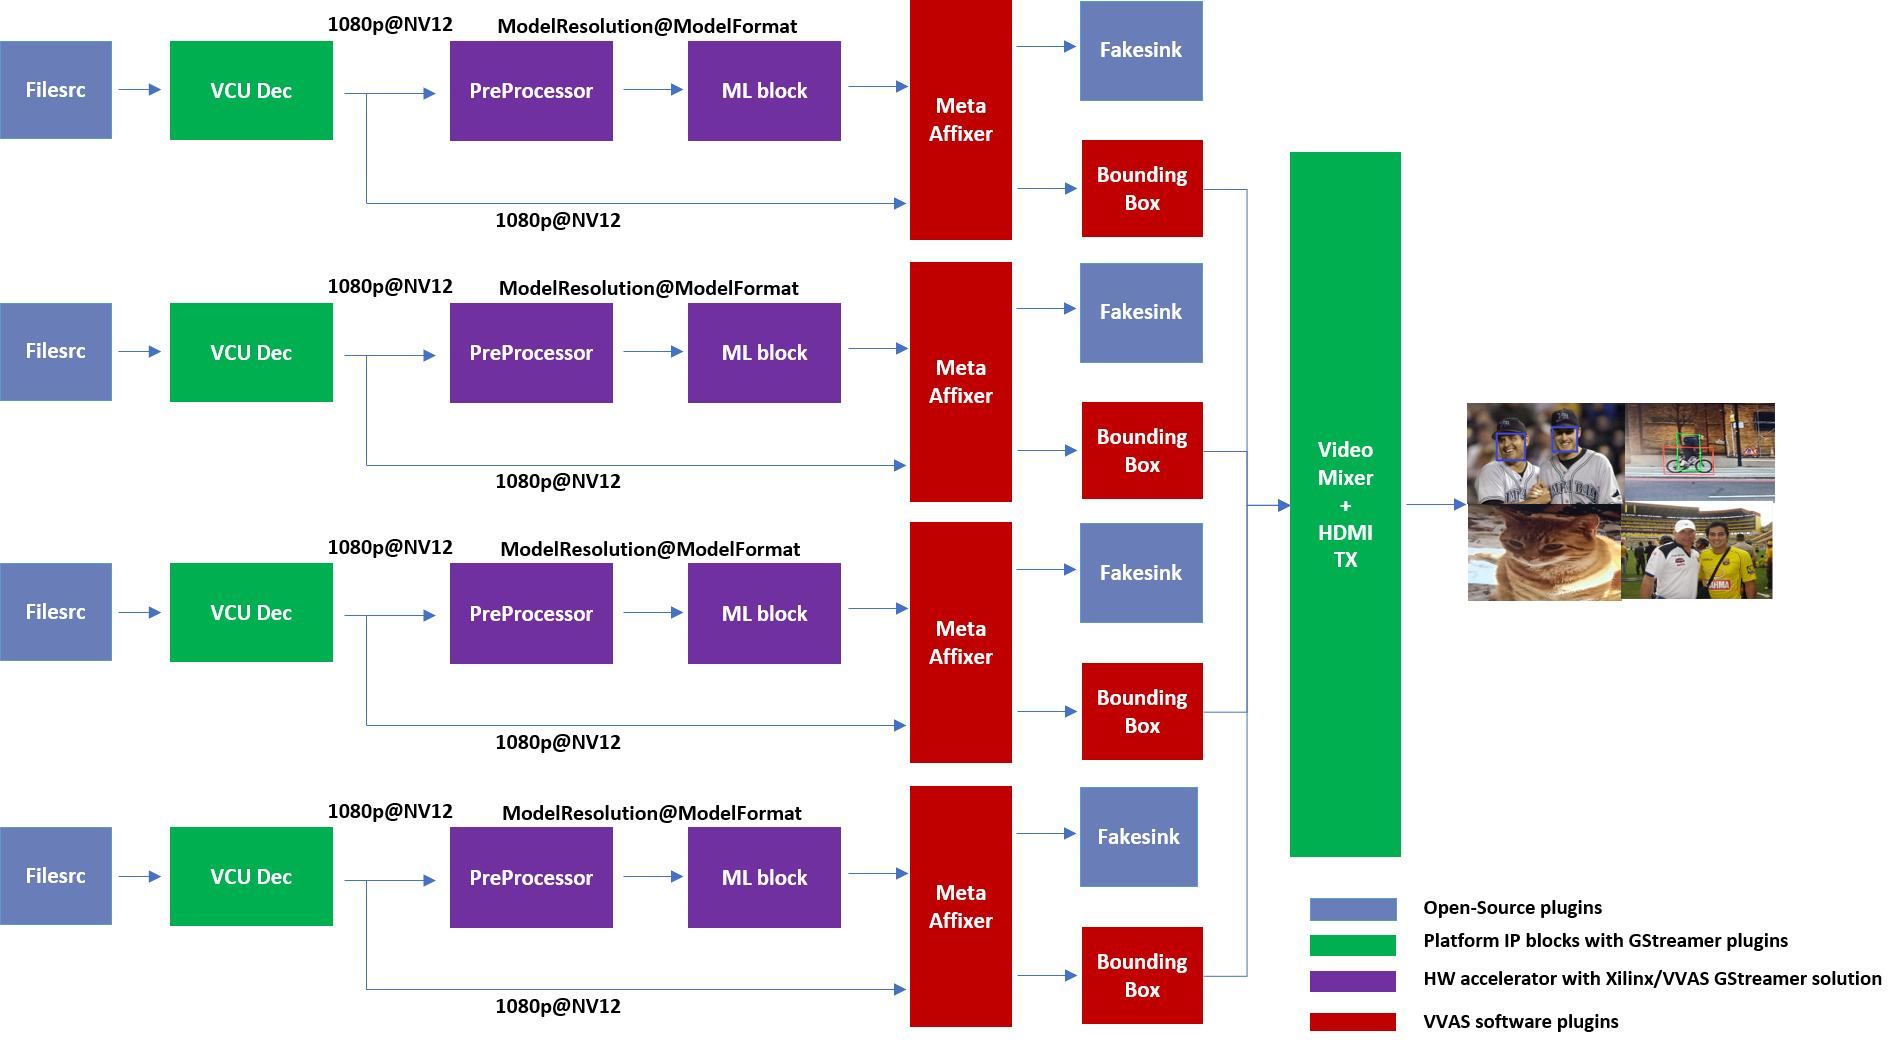 1080p@NV12
ModelResolution@ModelFormat
Filesrc
VCU Dec
PreProcessor
ML block
Meta
Affixer
Fakesink
Bounding
Box
1080p@NV12
1080p@NV12
ModelResolution@ModelFormat
Filesrc
VCU Dec
PreProcessor
ML block
Meta
Affixer
Fakesink
Bounding
Box
1080p@NV12
1080p@NV12
ModelResolution@ModelFormat
Filesrc
VCU Dec
PreProcessor
ML block
Meta
Affixer
Fakesink
Bounding
Box
1080p@NV12
1080p@NV12
ModelResolution@ModelFormat
Filesrc
VCU Dec
PreProcessor
ML block
Meta
Affixer
Fakesink
Bounding
Box
1080p@NV12
Video
Mixer
+
HDMI
TX
Open-Source plugins
Platform IP blocks with GStreamer plugins
HW accelerator with Xilinx/VVAS GStreamer solution
VVAS software plugins